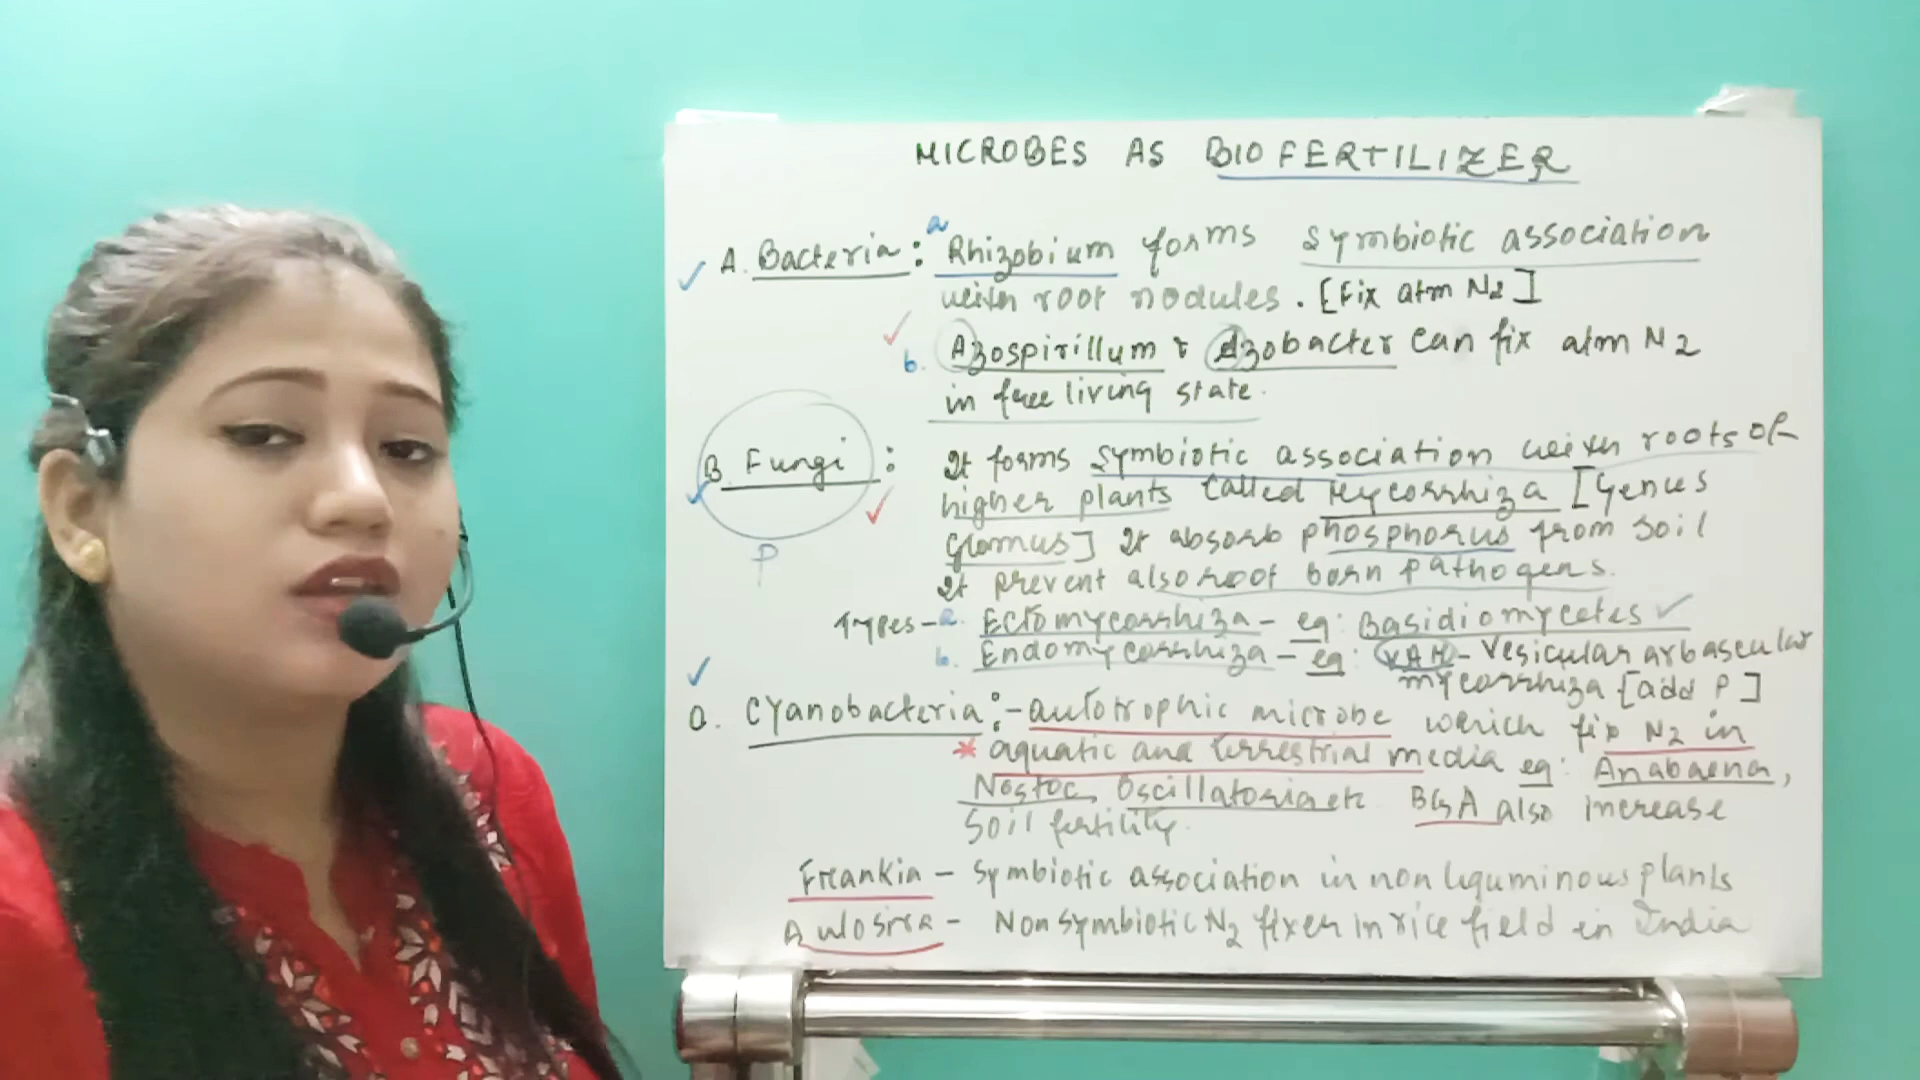 MICROBES AS BIOFERTILIZER
a
A. Bacteria: Rhizobium forms symbiotic association
with root nodules. [Fix atm N2]
b. Azospirillum & Azobacter can fix atm N2
in free living state.
B. Fungi: It forms symbiotic association with roots of
higher plants called Mycorrhiza [Genus
Glomus] It absorb phosphorus from soil
P
It prevent also root born pathogens.
Types- a. Ectomycorrhiza - eg: Basidiomycetes
b. Endomycorrhiza - eg: VAM - Vesicular arbascular
mycorrhiza [add P]
Cyanobacteria:- autotrophic microbe which fix N2 in
* aquatic and terrestrial media eg: Anabaena,
Nostoc, Oscillatoria etc BGA also increase
Soil fertility.
Frankia - Symbiotic association in non liguminous plants
Aulosira - Non Symbiotic N2 fixer in rice field in India